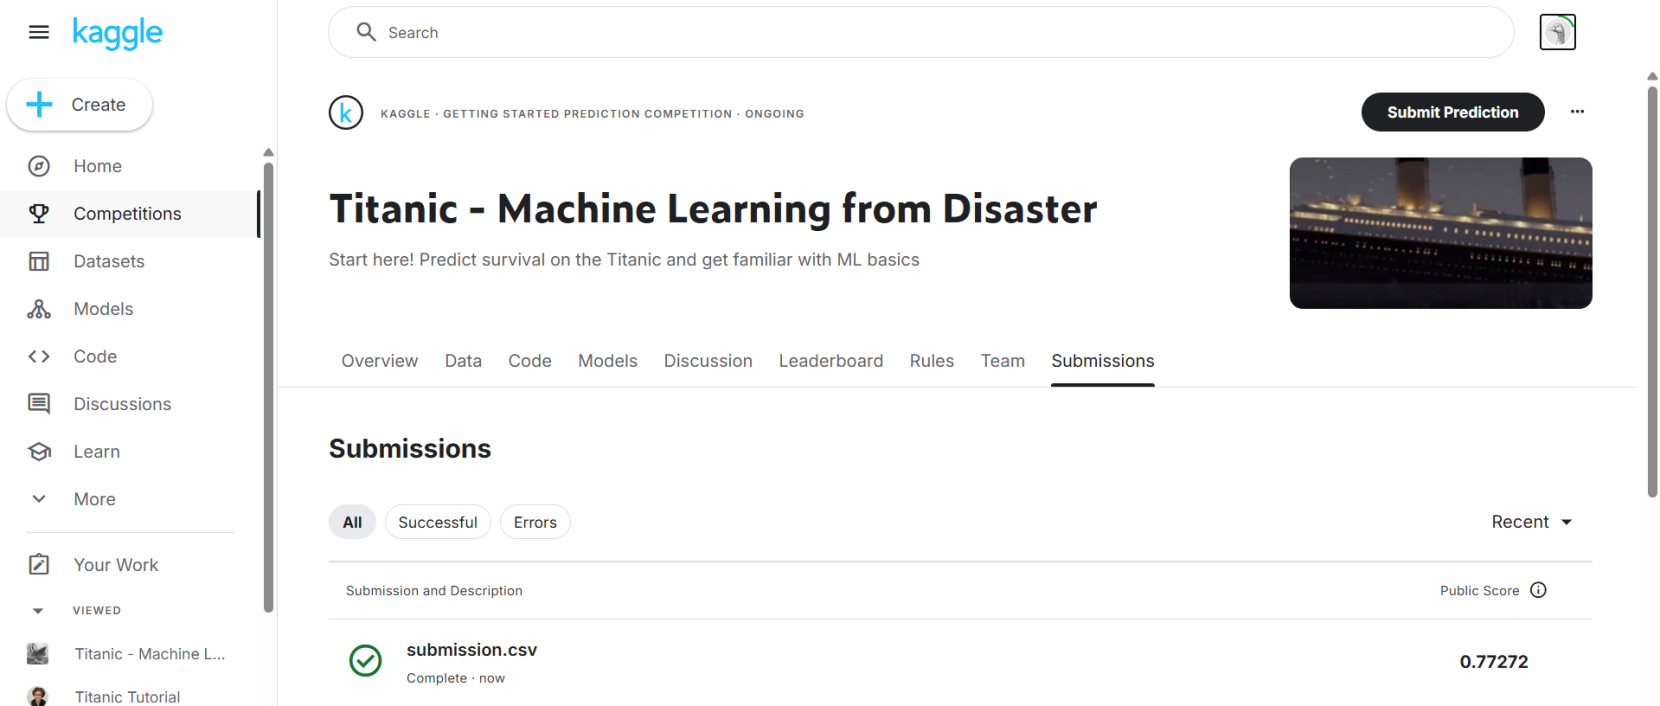 kaggle
Search
Create
Home
Competitions
Datasets
Models
Code
Discussions
Learn
More
Your Work
VIEWED
Titanic - Machine L...
Titanic Tutorial
k
KAGGLE · GETTING STARTED PREDICTION COMPETITION · ONGOING
Submit Prediction
Titanic - Machine Learning from Disaster
Start here! Predict survival on the Titanic and get familiar with ML basics
Overview Data Code Models Discussion Leaderboard Rules Team Submissions
Submissions
All Successful Errors
Recent
Submission and Description
Public Score
submission.csv
Complete · now
0.77272